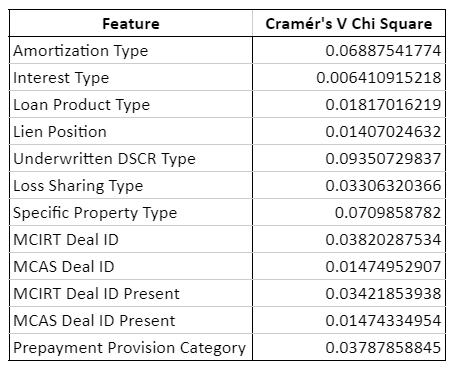 Feature Cramér's V Chi Square
Amortization Type 0.06887541774
Interest Type 0.006410915218
Loan Product Type 0.01817016219
Lien Position 0.01407024632
Underwritten DSCR Type 0.09350729837
Loss Sharing Type 0.03306320366
Specific Property Type 0.0709858782
MCIRT Deal ID 0.03820287534
MCAS Deal ID 0.01474952907
MCIRT Deal ID Present 0.03421853938
MCAS Deal ID Present 0.01474334954
Prepayment Provision Category 0.03787858845